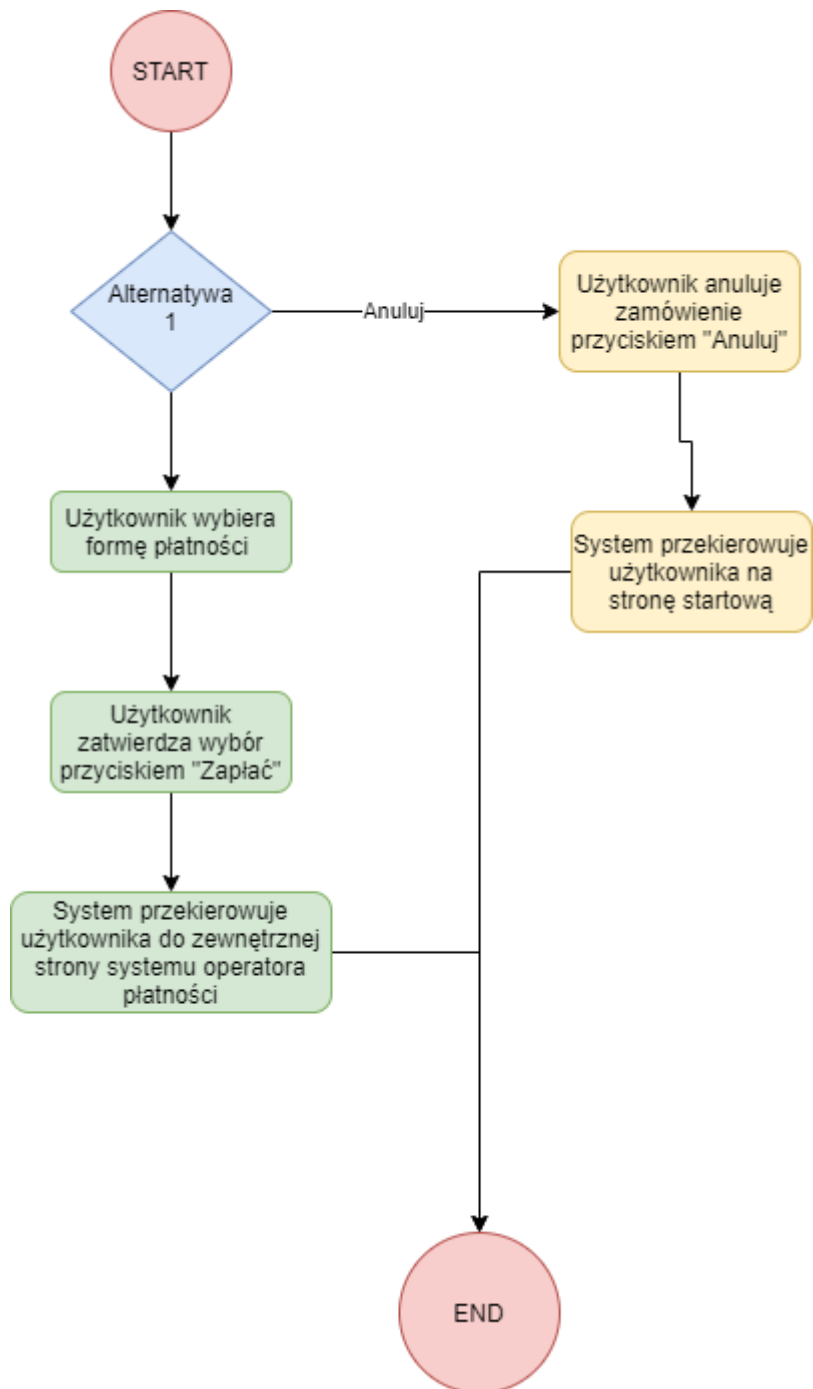 START
Alternatywa
1
Anuluj
Użytkownik anuluje
zamówienie
przyciskiem "Anuluj"
Użytkownik wybiera
formę płatności
System przekierowuje
użytkownika na
stronę startową
Użytkownik
zatwierdza wybór
przyciskiem "Zapłać"
System przekierowuje
użytkownika do zewnętrznej
strony systemu operatora
płatności
END